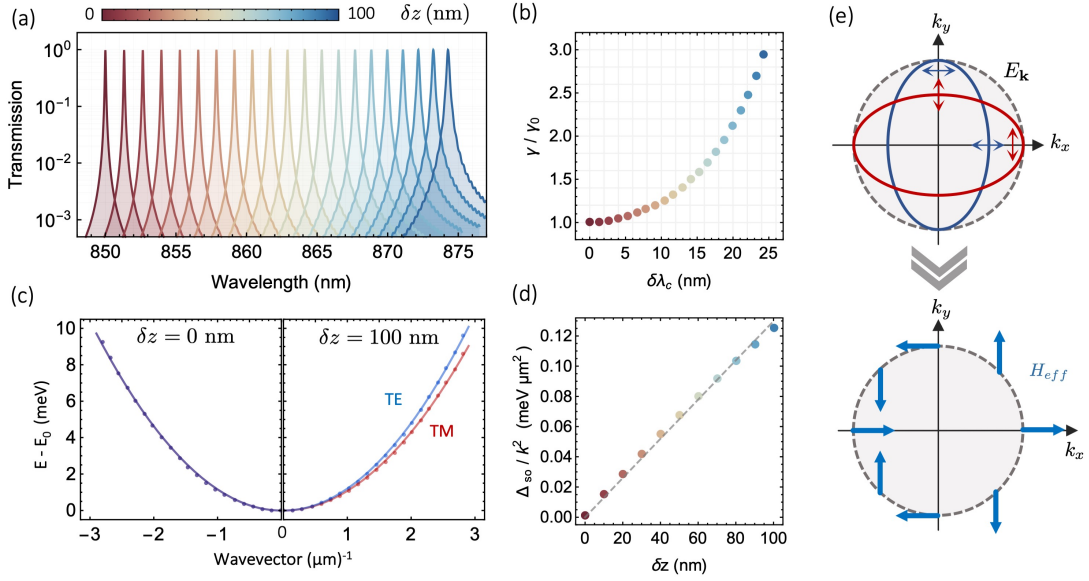 (a)
0
100
δz (nm)
10⁰
10⁻¹
10⁻²
10⁻³
Transmission
850 855 860 865 870 875
Wavelength (nm)
(b)
3.0
2.5
2.0
1.5
1.0
γ / γ₀
0 5 10 15 20 25
δλ_c (nm)
(c)
δz = 0 nm
δz = 100 nm
10
8
6
4
2
0
E - E₀ (meV)
TE
TM
−3 −2 −1 0 1 2 3
Wavevector (μm)⁻¹
(d)
0.12
0.10
0.08
0.06
0.04
0.02
0.00
Δ_so / k² (meV μm²)
0 20 40 60 80 100
δz (nm)
(e)
k_y
E_k
k_x
k_y
H_eff
k_x